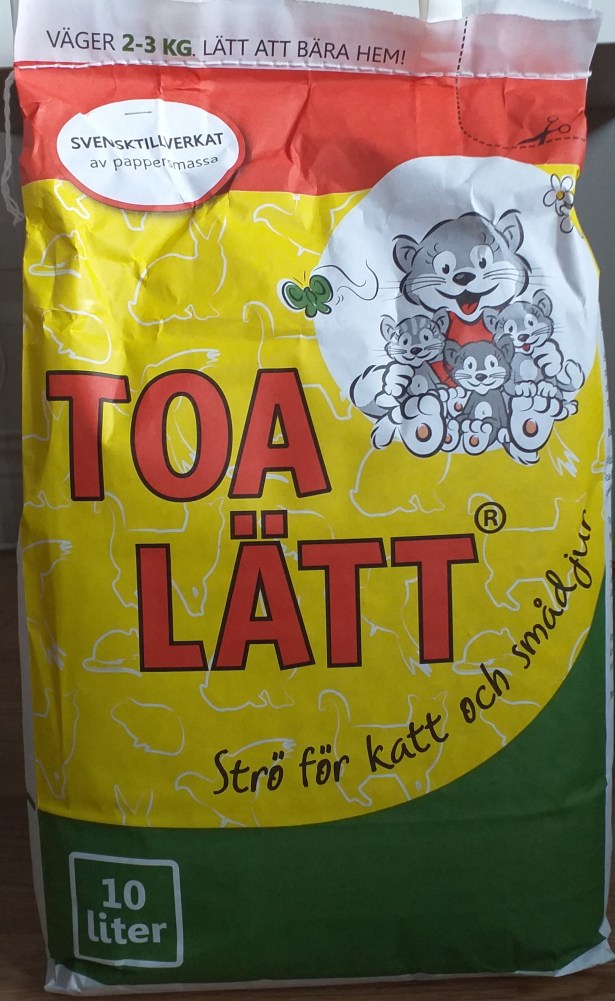 VÄGER 2-3 KG. LÄTT ATT BÄRA HEM!
SVENSKTILLVERKAT
av pappersmassa
TOA
LÄTT®
Strö för katt och smådjur
10
liter